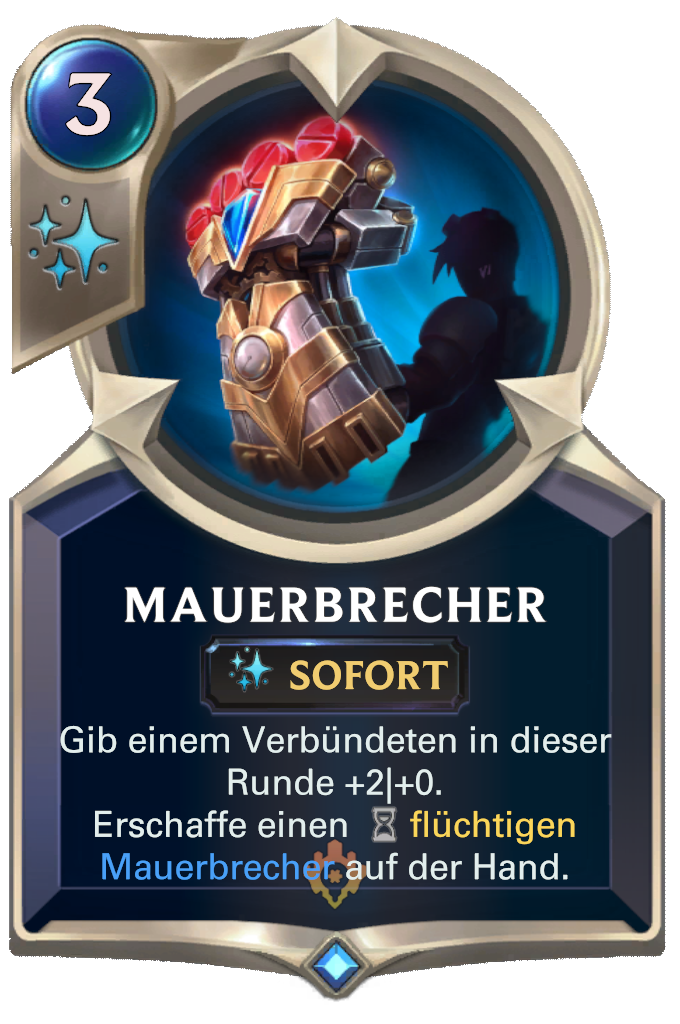 3
MAUERBRECHER
SOFORT
Gib einem Verbündeten in dieser
Runde +2|+0.
Erschaffe einen flüchtigen
Mauerbrecher auf der Hand.